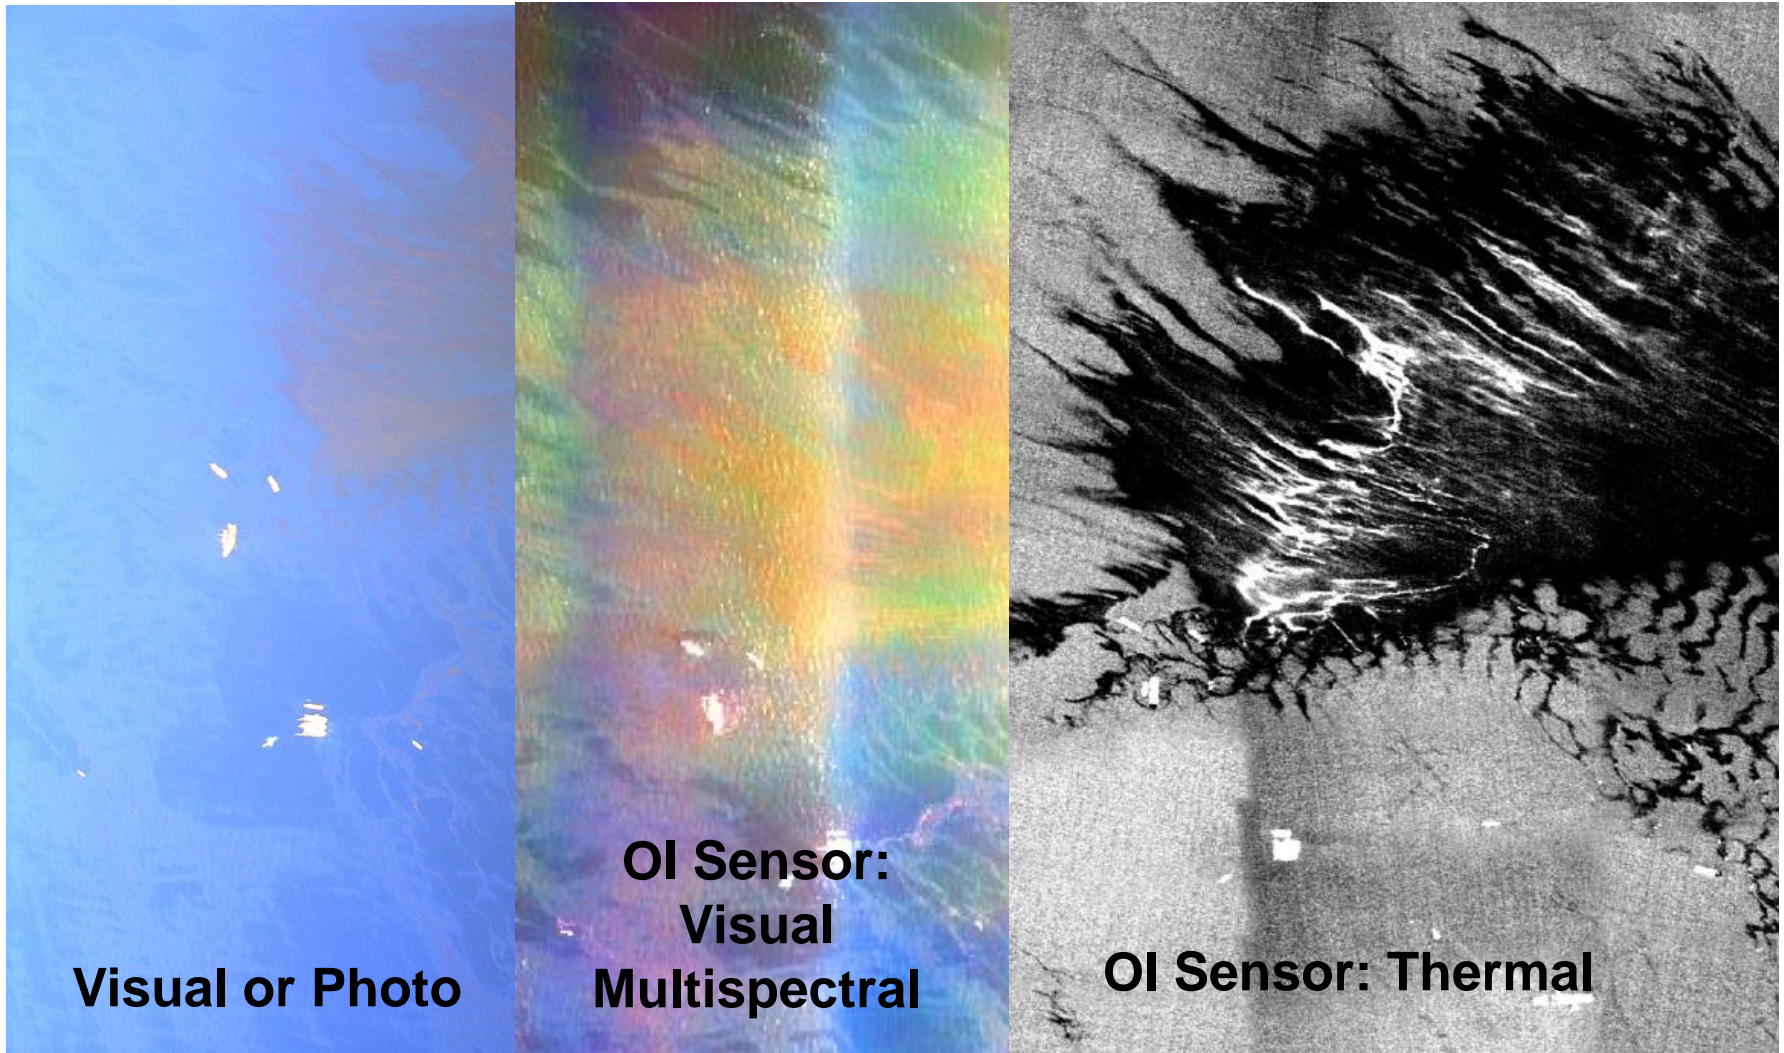 Visual or Photo
OI Sensor:
Visual
Multispectral
OI Sensor: Thermal